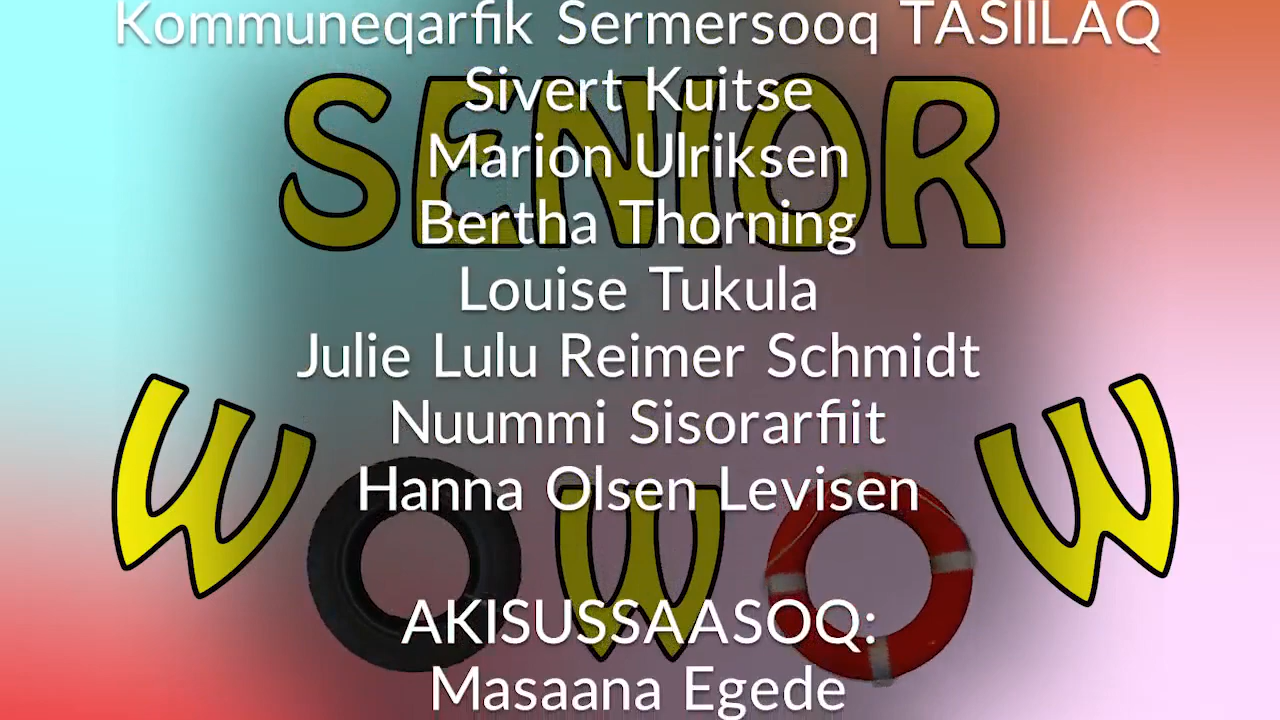 Kommuneqarfik Sermersooq TASIILAQ
SENIOR
Sivert Kuitse
Marion Ulriksen
Bertha Thorning
Louise Tukula
Julie Lulu Reimer Schmidt
Nuummi Sisorarfiit
Hanna Olsen Levisen
WOWOW
AKISUSSAASOQ:
Masaana Egede